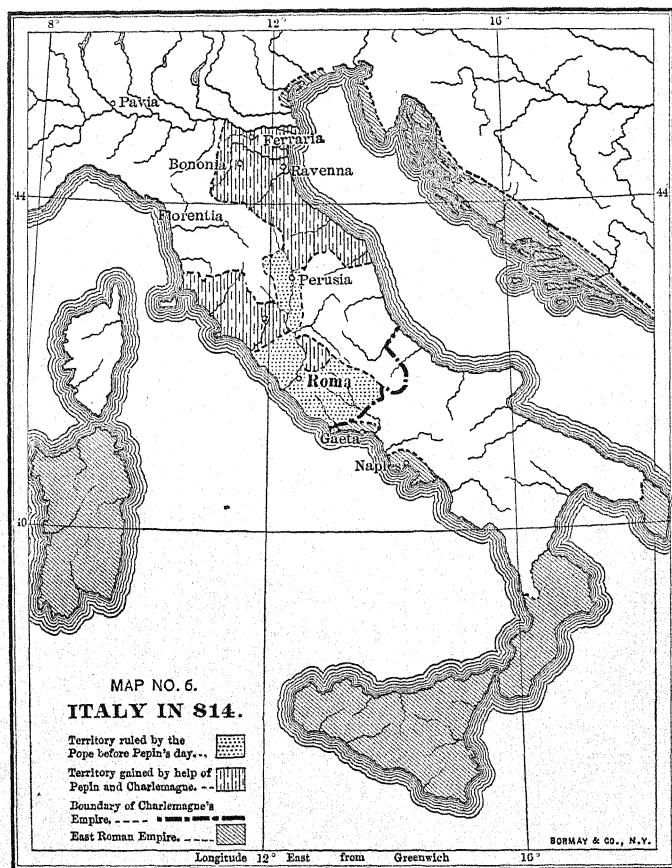 8°
12°
16°
Pavia
Ferraria
Bononia
Ravenna
44
44
Florentia
Perusia
Roma
Gaeta
Naples
40
MAP NO. 6.
ITALY IN 814.
Territory ruled by the
Pope before Pepin's day.
Territory gained by help of
Pepin and Charlemagne.
Boundary of Charlemagne's
Empire.
East Roman Empire.
BORMAY & CO., N.Y.
Longitude 12° East from Greenwich 16°